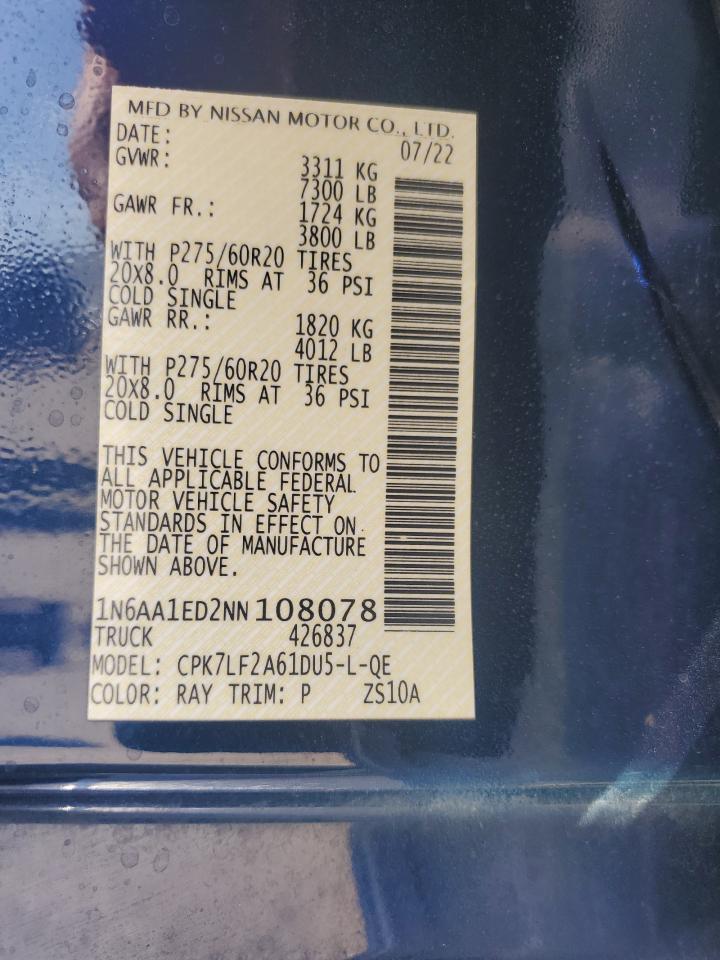 MFD BY NISSAN MOTOR CO., LTD.
DATE: 07/22
GVWR: 3311 KG
7300 LB
GAWR FR.: 1724 KG
3800 LB
WITH P275/60R20 TIRES
20X8.0 RIMS AT 36 PSI
COLD SINGLE
GAWR RR.: 1820 KG
4012 LB
WITH P275/60R20 TIRES
20X8.0 RIMS AT 36 PSI
COLD SINGLE
THIS VEHICLE CONFORMS TO
ALL APPLICABLE FEDERAL
MOTOR VEHICLE SAFETY
STANDARDS IN EFFECT ON
THE DATE OF MANUFACTURE
SHOWN ABOVE.
1N6AA1ED2NN108078
TRUCK 426837
MODEL: CPK7LF2A61DU5-L-QE
COLOR: RAY TRIM: P ZS10A